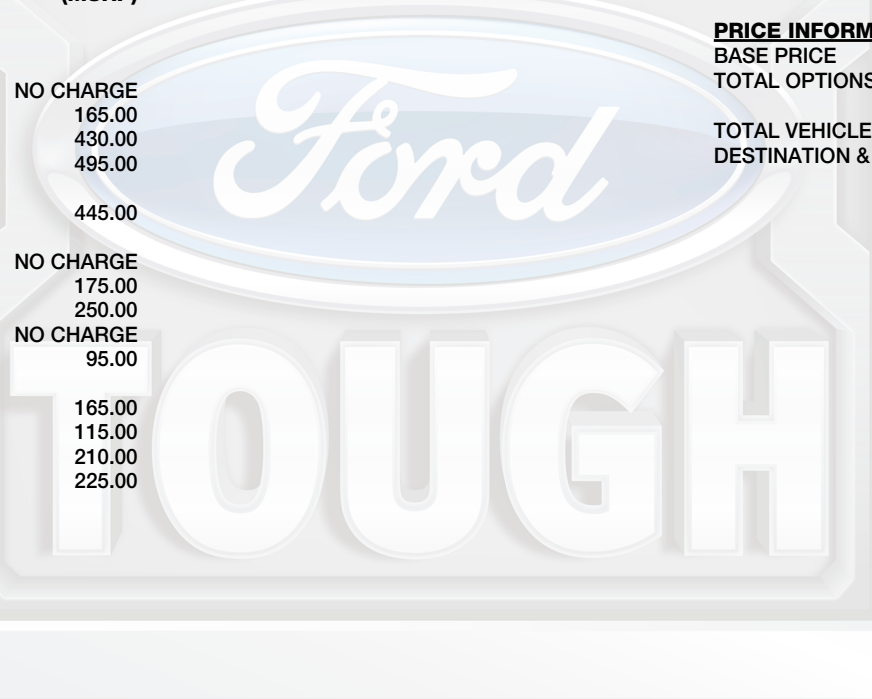 PRICE INFORM
BASE PRICE
TOTAL OPTIONS
TOTAL VEHICLE
DESTINATION &
NO CHARGE
165.00
430.00
495.00
445.00
NO CHARGE
175.00
250.00
NO CHARGE
95.00
165.00
115.00
210.00
225.00
Ford
TOUGH